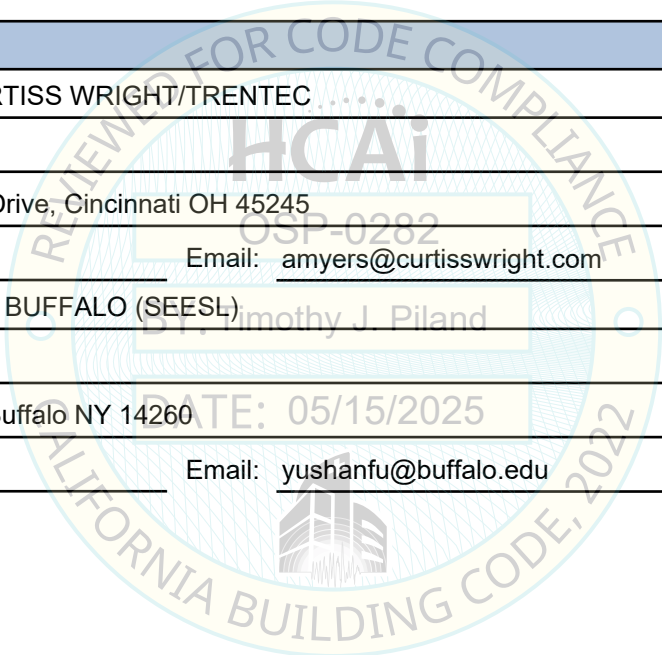 REVIEWED FOR CODE COMPLIANCE
RTISS WRIGHT/TRENTEC
HCAi
Drive, Cincinnati OH 45245
OSP-0282
Email: amyers@curtisswright.com
BUFFALO (SEESL)
BY: Timothy J. Piland
Buffalo NY 14260
DATE: 05/15/2025
Email: yushanfu@buffalo.edu
CALIFORNIA BUILDING CODE, 2022